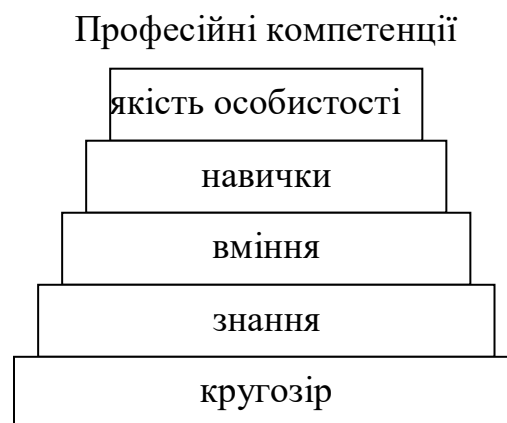 Професійні компетенції
якість особистості
навички
вміння
знання
кругозір